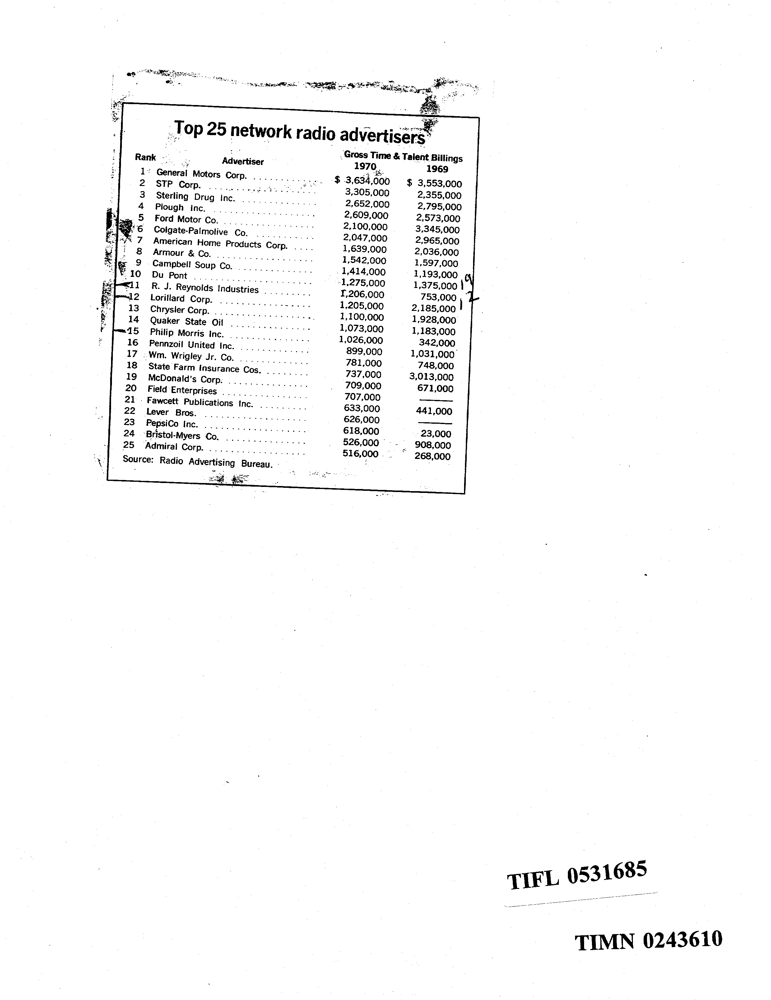 Top 25 network radio advertisers
Gross Time & Talent Billings
Rank Advertiser 1970 1969
1 General Motors Corp. $ 3,634,000 $ 3,553,000
2 STP Corp. 3,305,000 2,355,000
3 Sterling Drug Inc. 2,652,000 2,795,000
4 Plough Inc. 2,609,000 2,573,000
5 Ford Motor Co. 2,100,000 3,345,000
6 Colgate-Palmolive Co. 2,047,000 2,965,000
7 American Home Products Corp. 1,639,000 2,036,000
8 Armour & Co. 1,542,000 1,597,000
9 Campbell Soup Co. 1,414,000 1,193,000
10 Du Pont 1,275,000 1,375,000
11 R. J. Reynolds Industries 1,206,000 753,000
12 Lorillard Corp. 1,205,000 2,185,000
13 Chrysler Corp. 1,100,000 1,928,000
14 Quaker State Oil 1,073,000 1,183,000
15 Philip Morris Inc. 1,026,000 342,000
16 Pennzoil United Inc. 899,000 1,031,000
17 Wm. Wrigley Jr. Co. 781,000 748,000
18 State Farm Insurance Cos. 737,000 3,013,000
19 McDonald's Corp. 709,000 671,000
20 Field Enterprises 707,000 ——
21 Fawcett Publications Inc. 633,000 441,000
22 Lever Bros. 626,000 ——
23 PepsiCo Inc. 618,000 23,000
24 Bristol-Myers Co. 526,000 908,000
25 Admiral Corp. 516,000 268,000
Source: Radio Advertising Bureau.
TIFL 0531685
TIMN 0243610